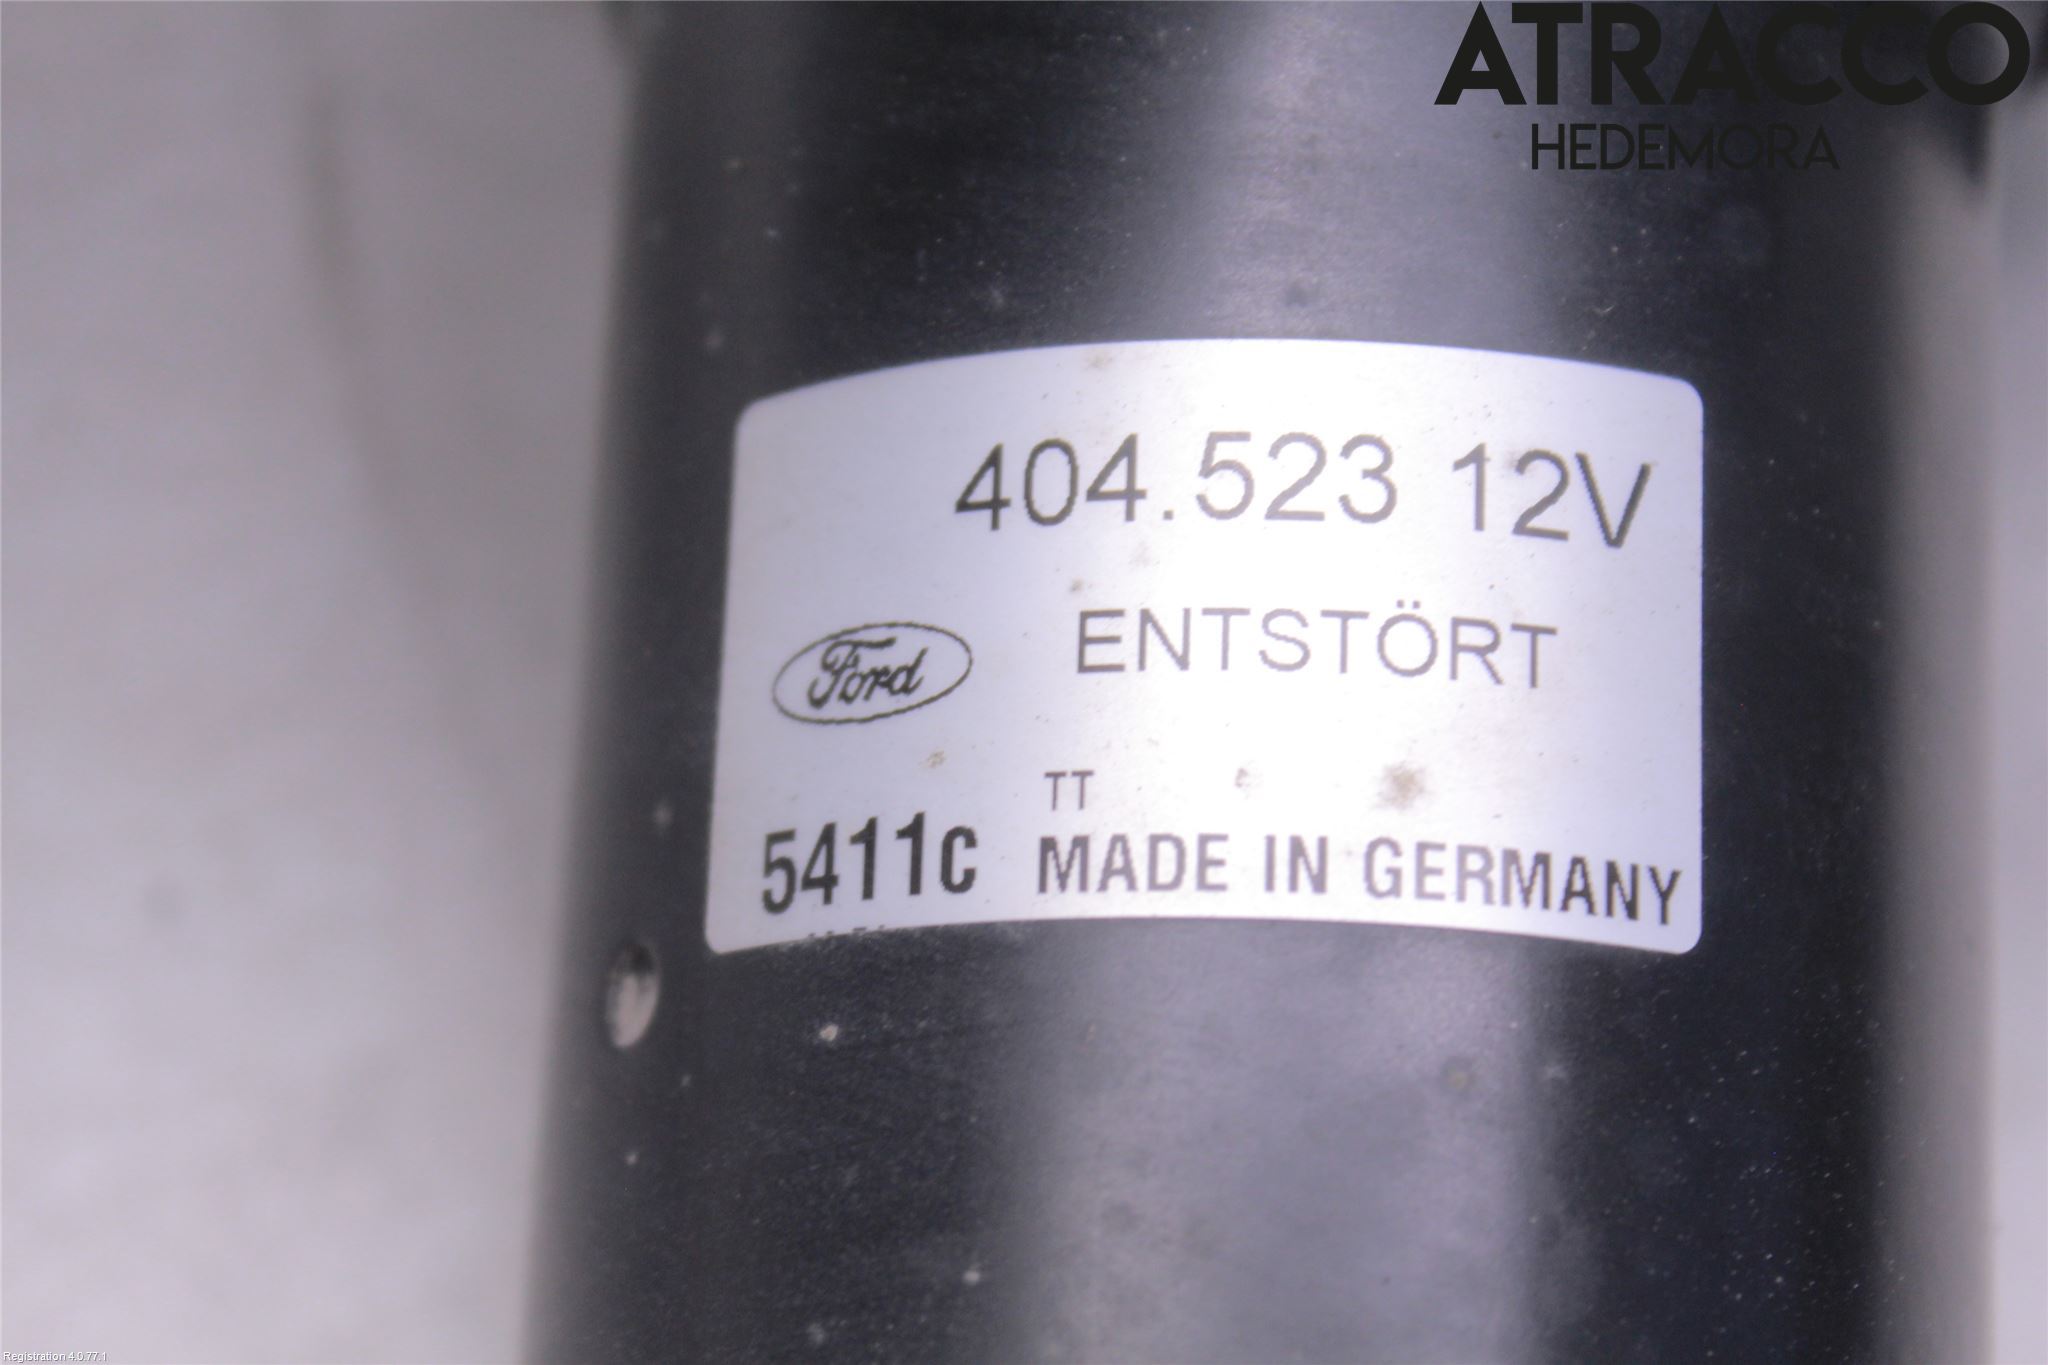 ATRACCO
HEDEMORA
404.523 12V
Ford
ENTSTÖRT
TT
5411c MADE IN GERMANY
Registration 4.0.77.1